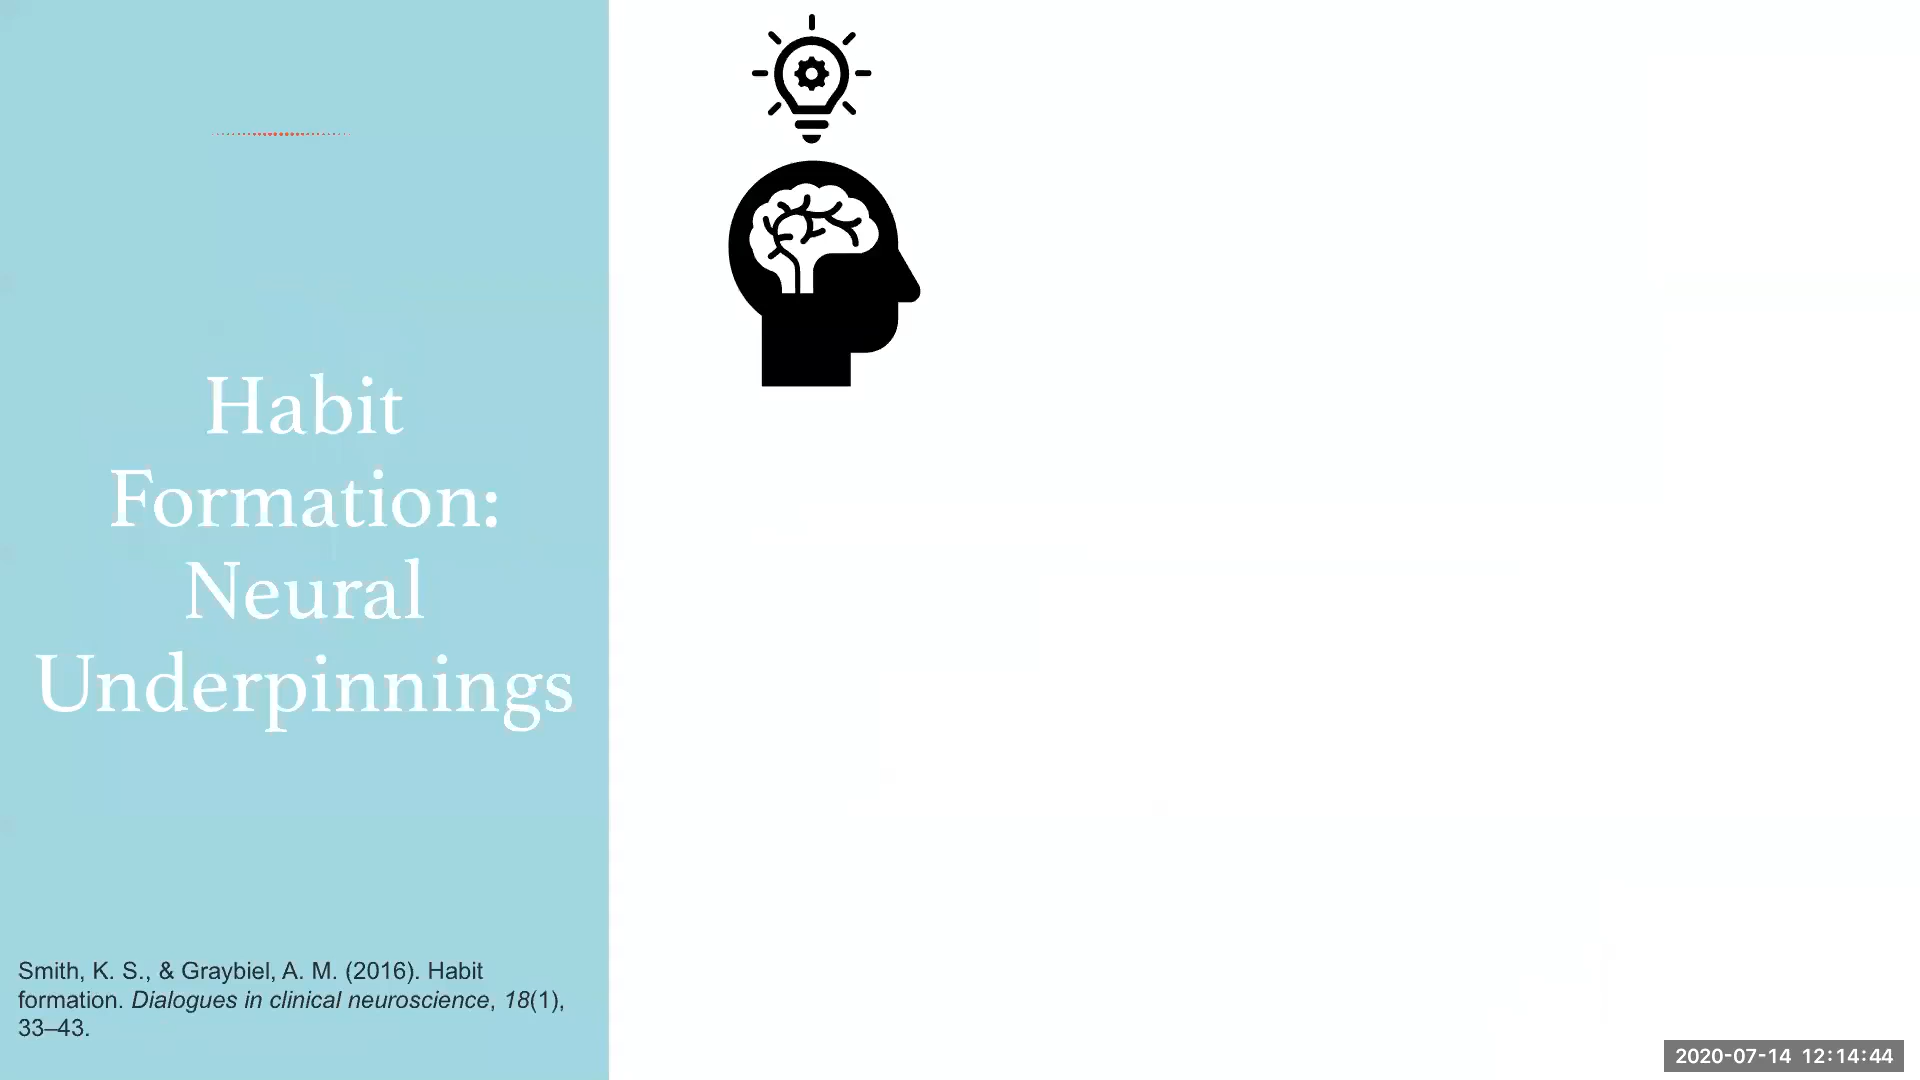 Habit
Formation:
Neural
Underpinnings
Smith, K. S., & Graybiel, A. M. (2016). Habit
formation. Dialogues in clinical neuroscience, 18(1),
33–43.
2020-07-14 12:14:44